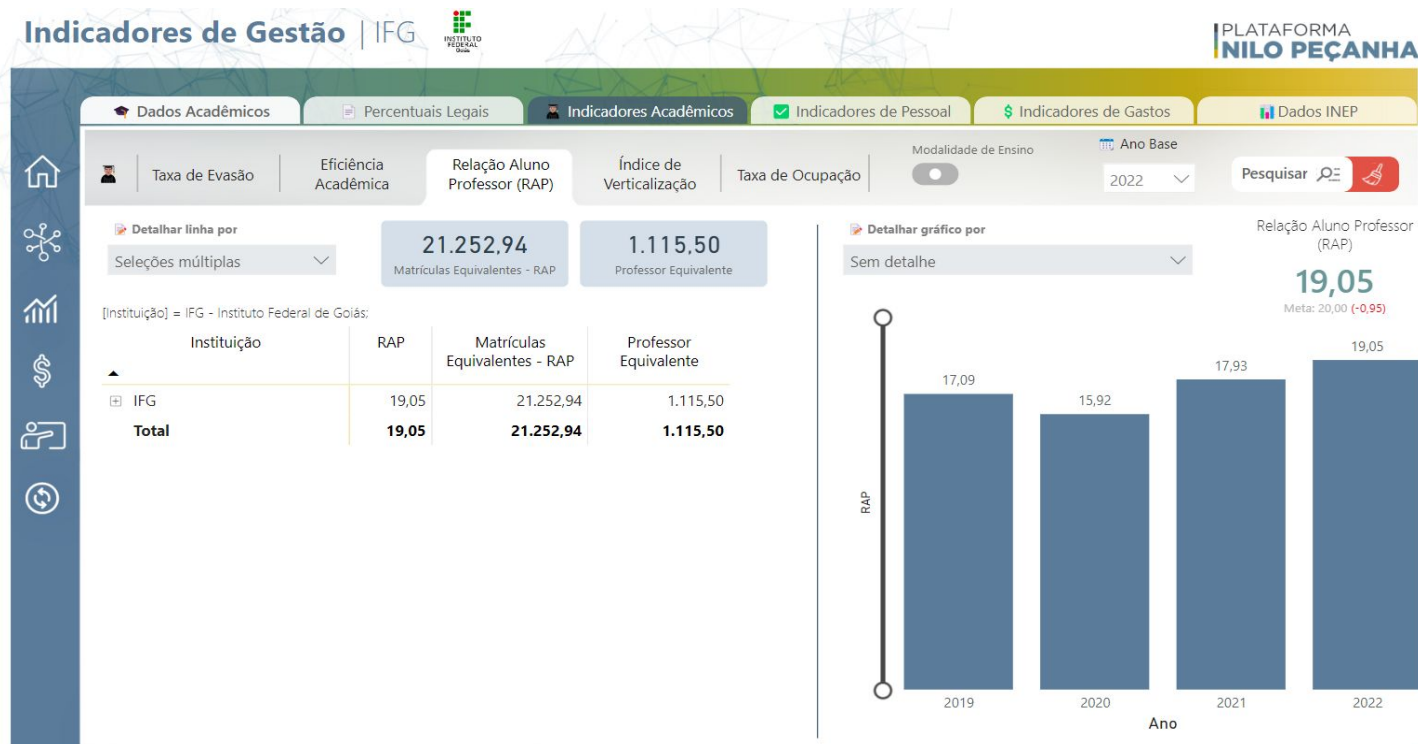 Indicadores de Gestão | IFG
INSTITUTO
FEDERAL
Goiás
PLATAFORMA
NILO PEÇANHA
Dados Acadêmicos
Percentuais Legais
Indicadores Acadêmicos
Indicadores de Pessoal
$ Indicadores de Gastos
Dados INEP
Taxa de Evasão
Eficiência
Acadêmica
Relação Aluno
Professor (RAP)
Índice de
Verticalização
Taxa de Ocupação
Modalidade de Ensino
Ano Base
2022
Pesquisar
Detalhar linha por
Seleções múltiplas
21.252,94
Matrículas Equivalentes - RAP
1.115,50
Professor Equivalente
[Instituição] = IFG - Instituto Federal de Goiás;
Instituição
RAP
Matrículas
Equivalentes - RAP
Professor
Equivalente
IFG 19,05 21.252,94 1.115,50
Total 19,05 21.252,94 1.115,50
Detalhar gráfico por
Sem detalhe
Relação Aluno Professor
(RAP)
19,05
Meta: 20,00 (-0,95)
RAP
17,09
15,92
17,93
19,05
2019 2020 2021 2022
Ano